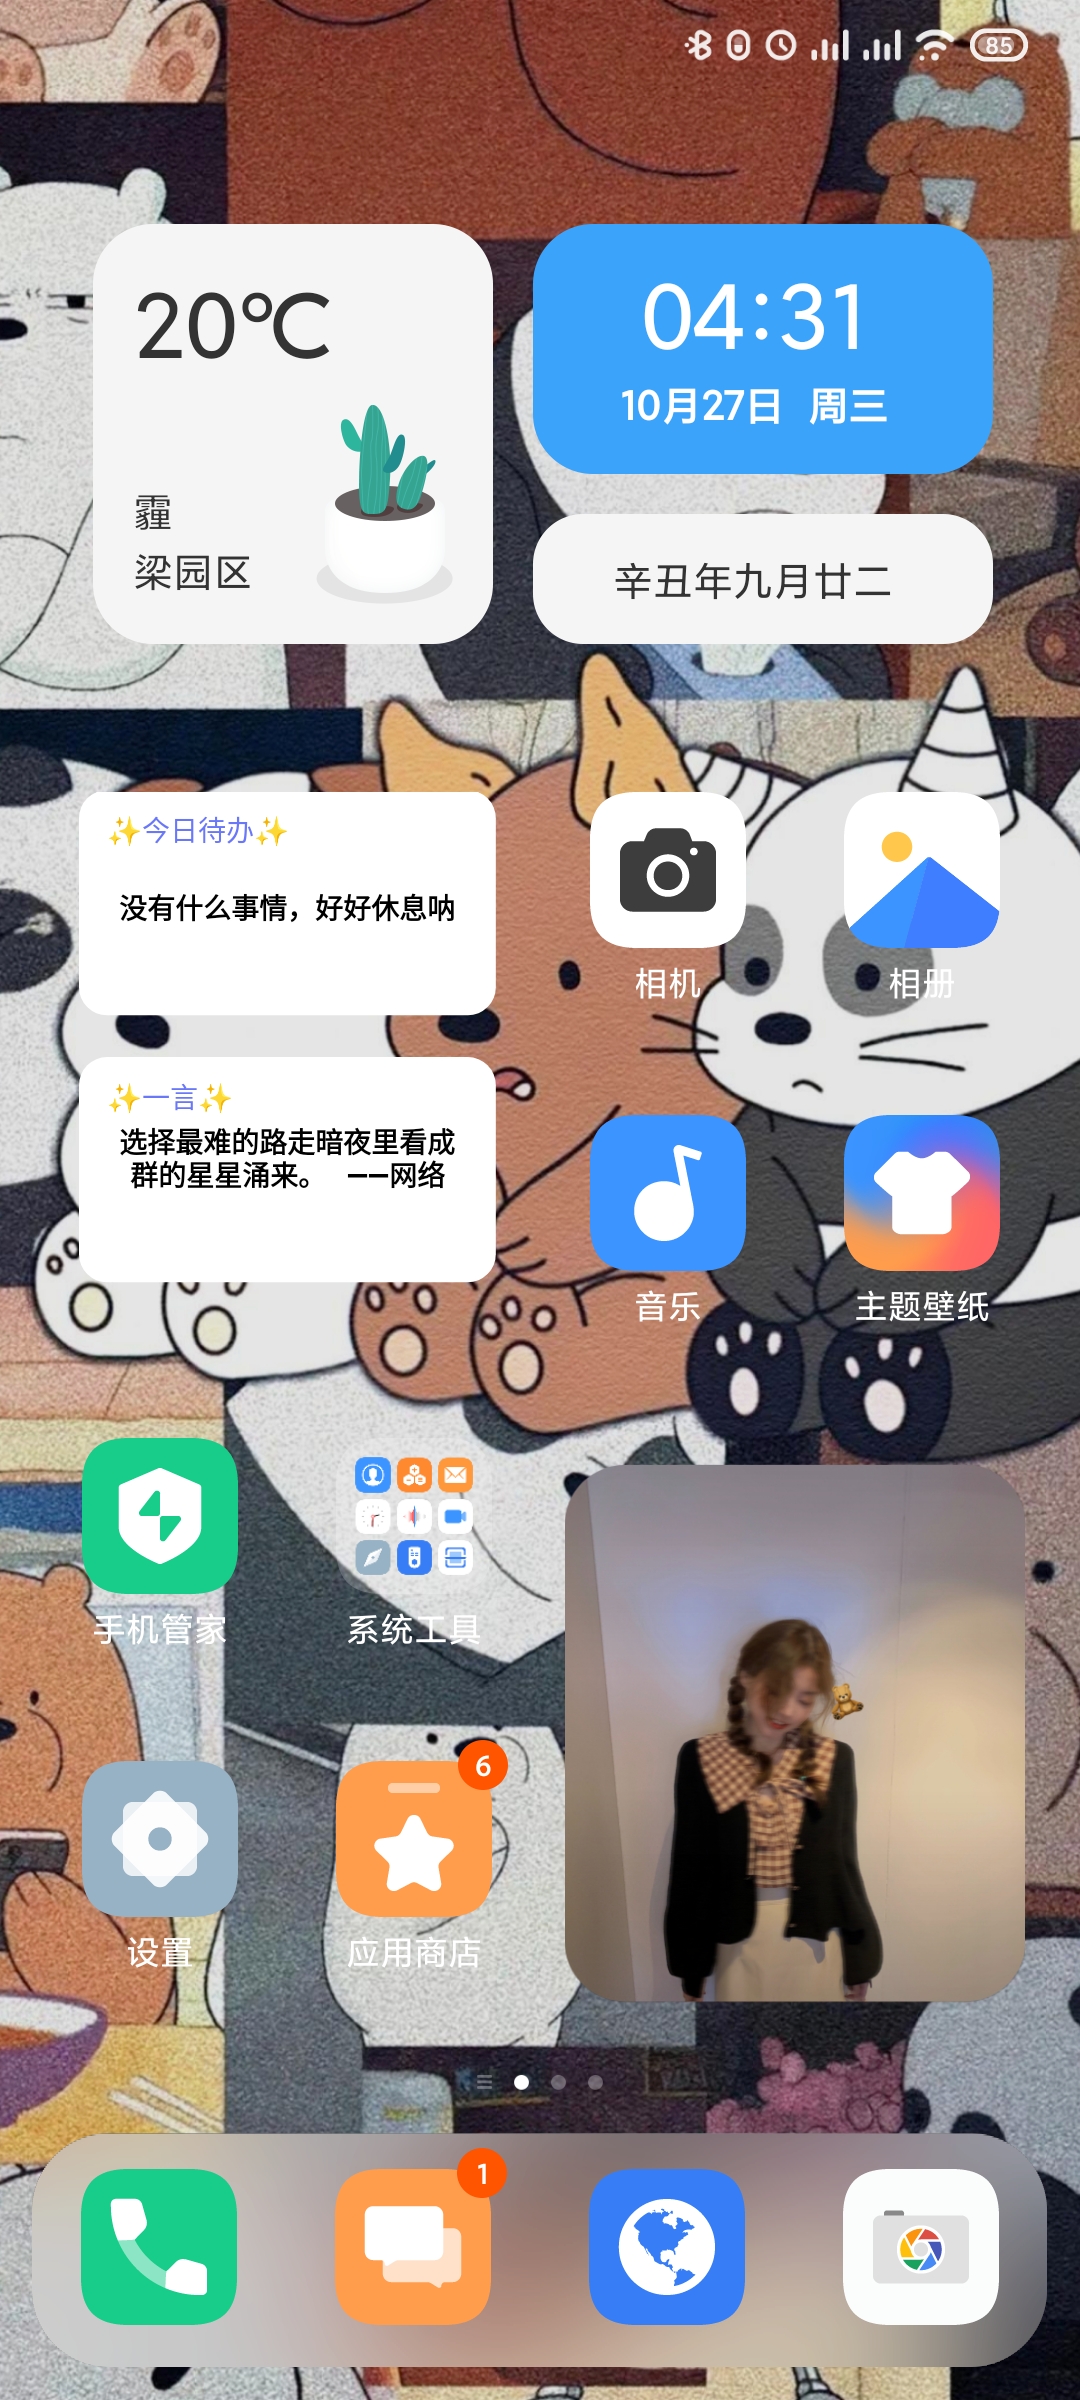 85
20℃
霾
梁园区
04:31
10月27日 周三
辛丑年九月廿二
✨今日待办✨
没有什么事情，好好休息呐
✨一言✨
选择最难的路走暗夜里看成
群的星星涌来。 ——网络
相机
相册
音乐
主题壁纸
手机管家
系统工具
6
设置
应用商店
1